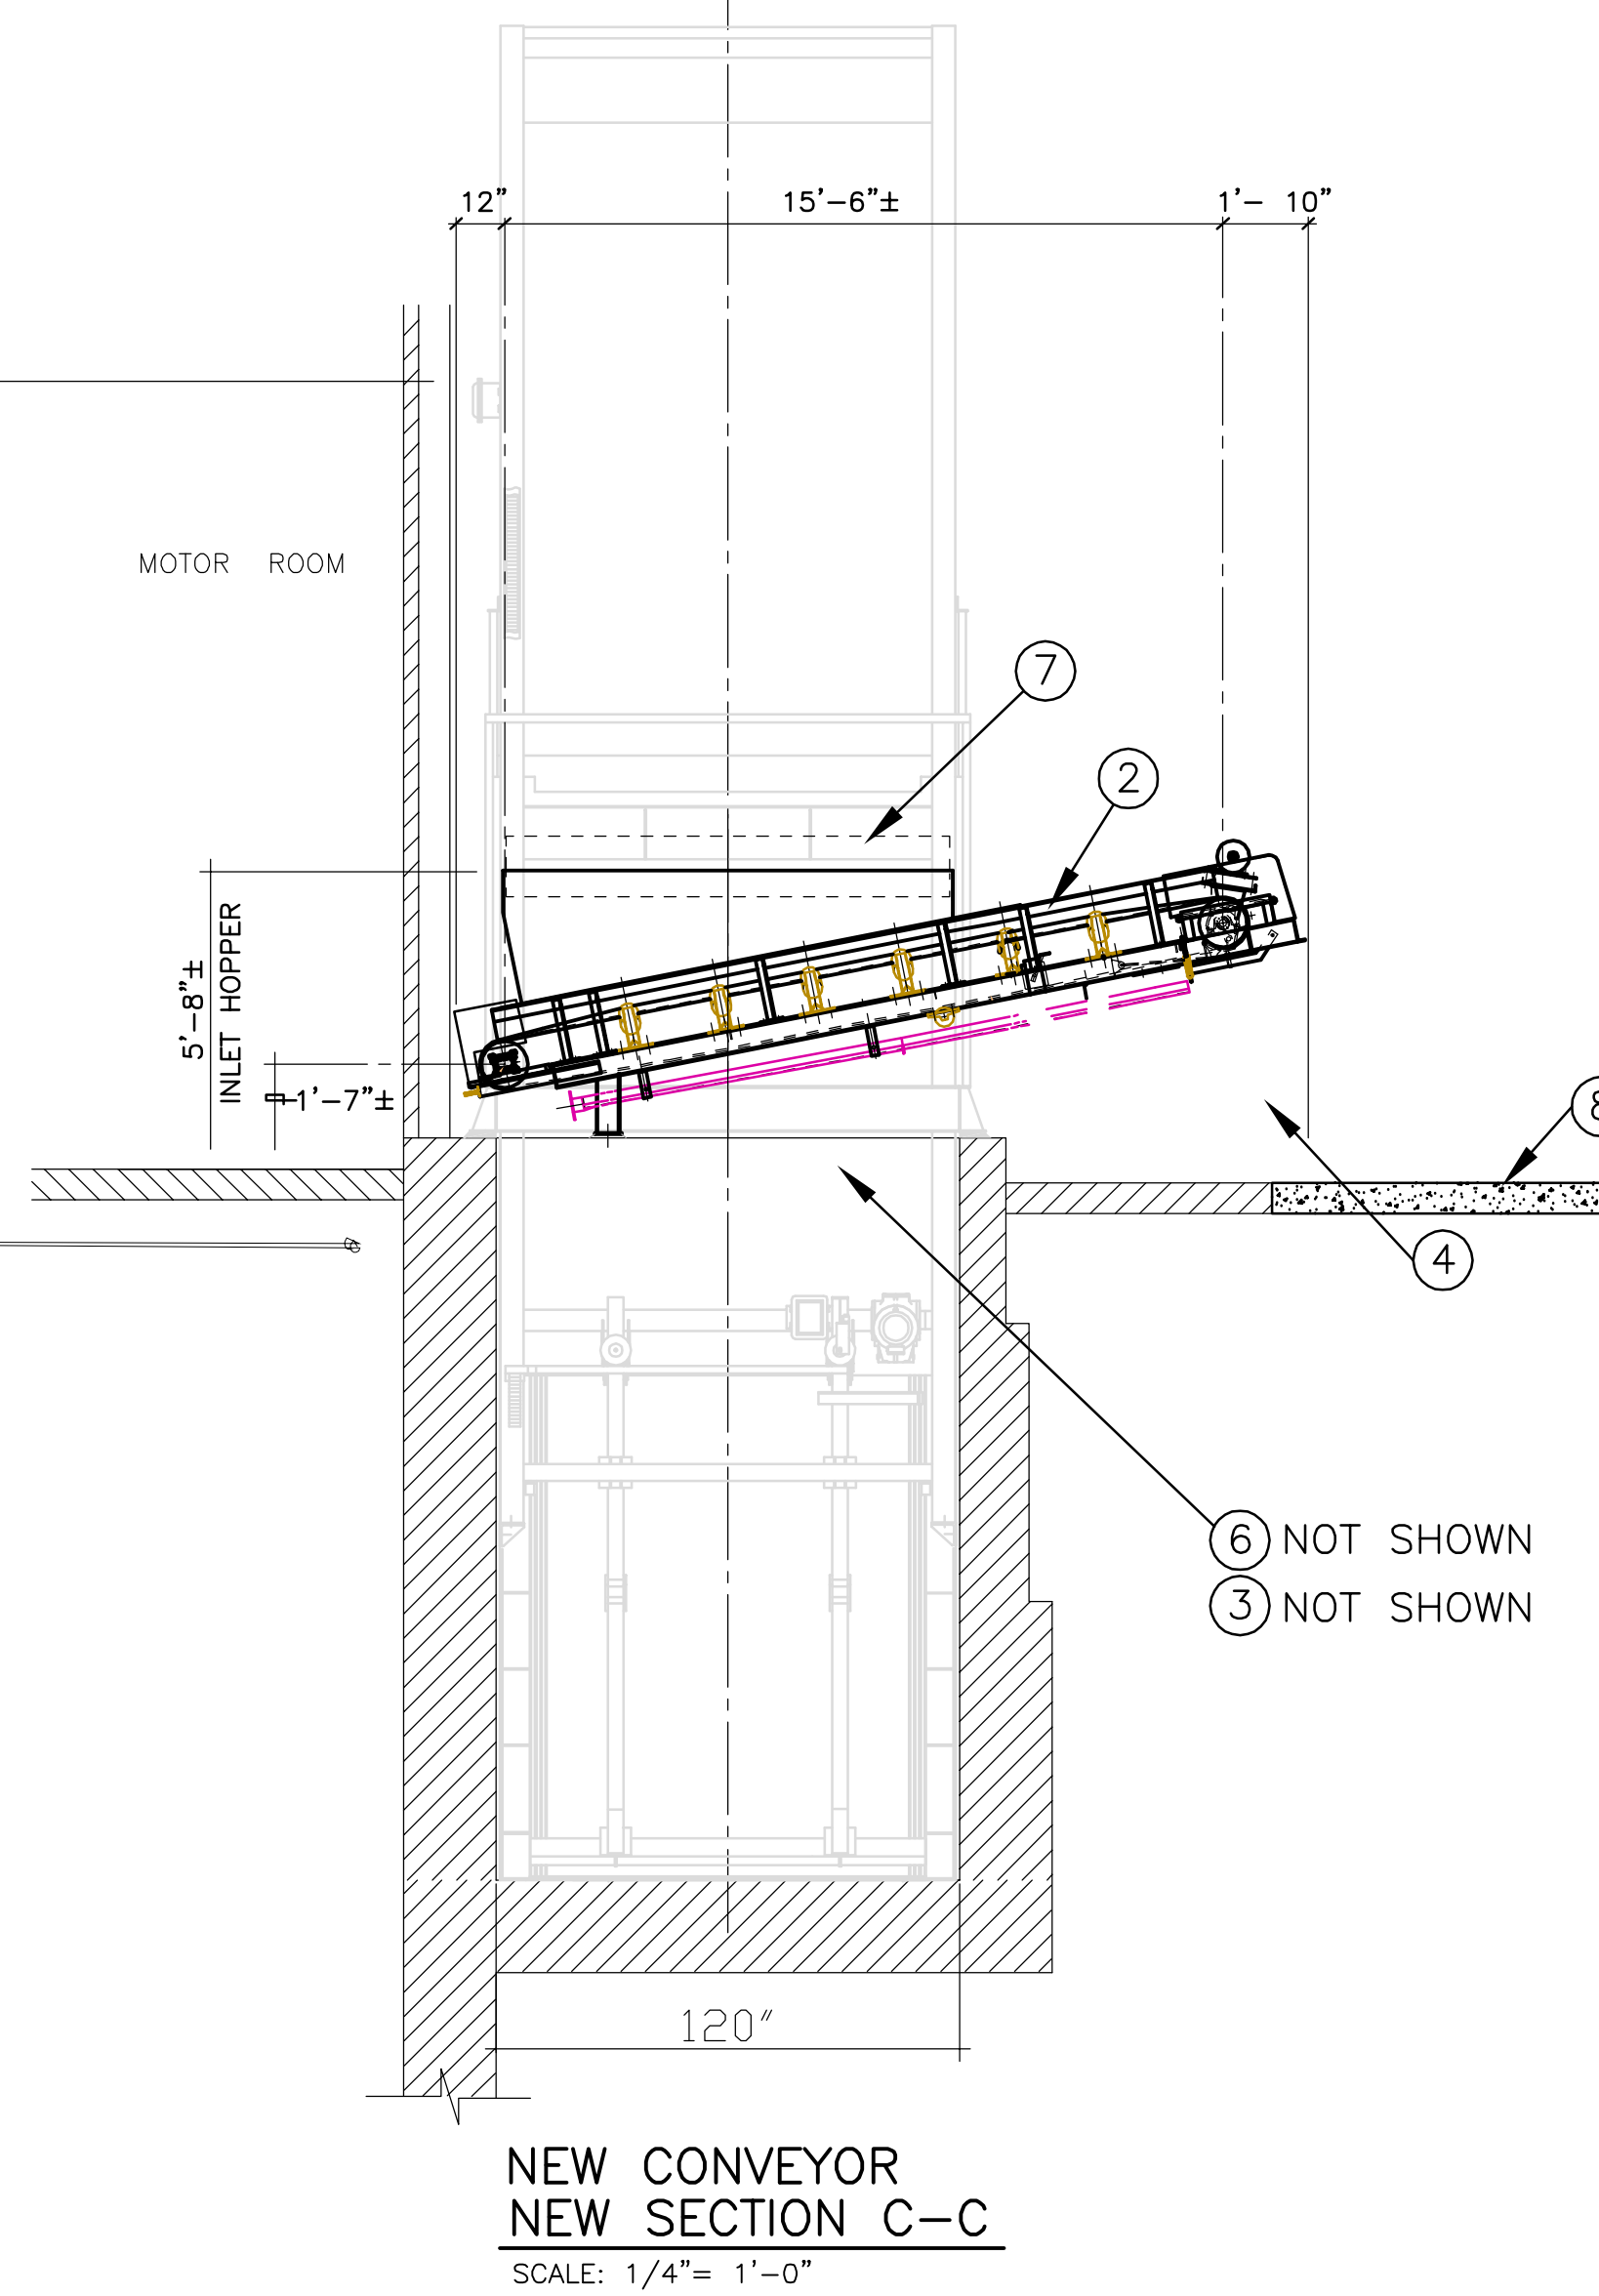 12" 15'-6"± 1'- 10"
MOTOR ROOM
7
2
5'-8"±
INLET HOPPER
1'-7"±
8
4
6 NOT SHOWN
3 NOT SHOWN
120"
NEW CONVEYOR
NEW SECTION C-C
SCALE: 1/4"= 1'-0"